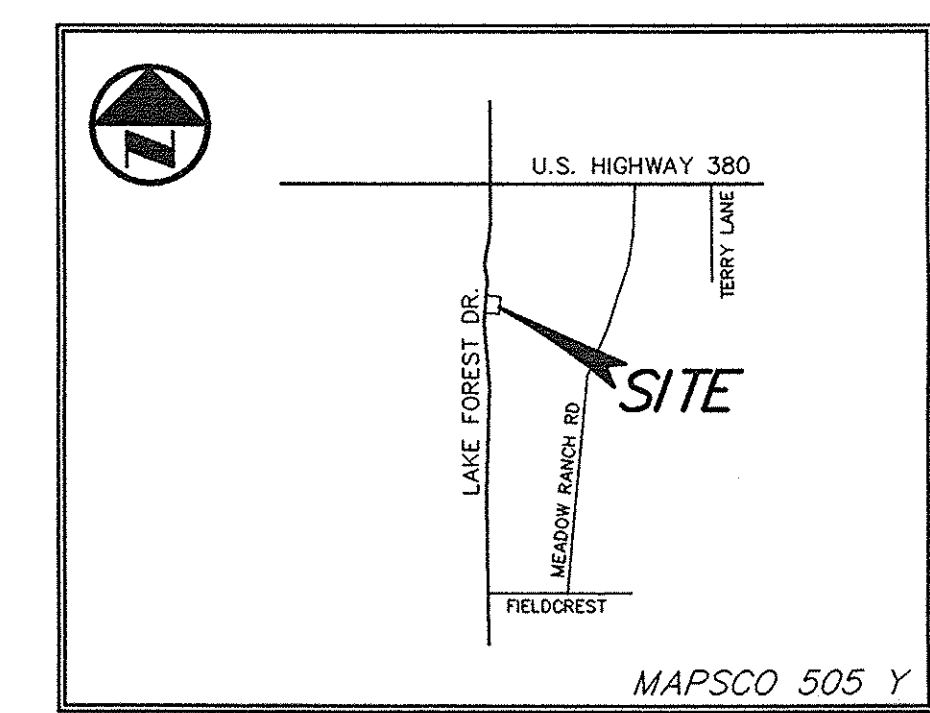 N
U.S. HIGHWAY 380
TERRY LANE
LAKE FOREST DR.
SITE
MEADOW RANCH RD
FIELDCREST
MAPSCO 505 Y